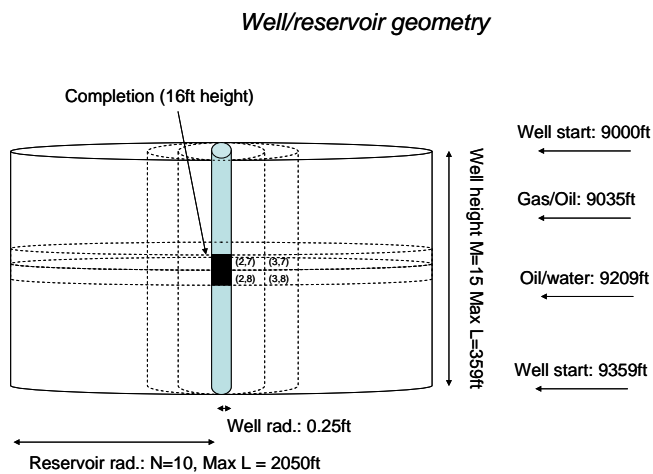 Well/reservoir geometry
Completion (16ft height)
Well start: 9000ft
Gas/Oil: 9035ft
Well height M=15 Max L=359ft
(2,7) (3,7)
(2,8) (3,8)
Oil/water: 9209ft
Well start: 9359ft
Well rad.: 0.25ft
Reservoir rad.: N=10, Max L = 2050ft